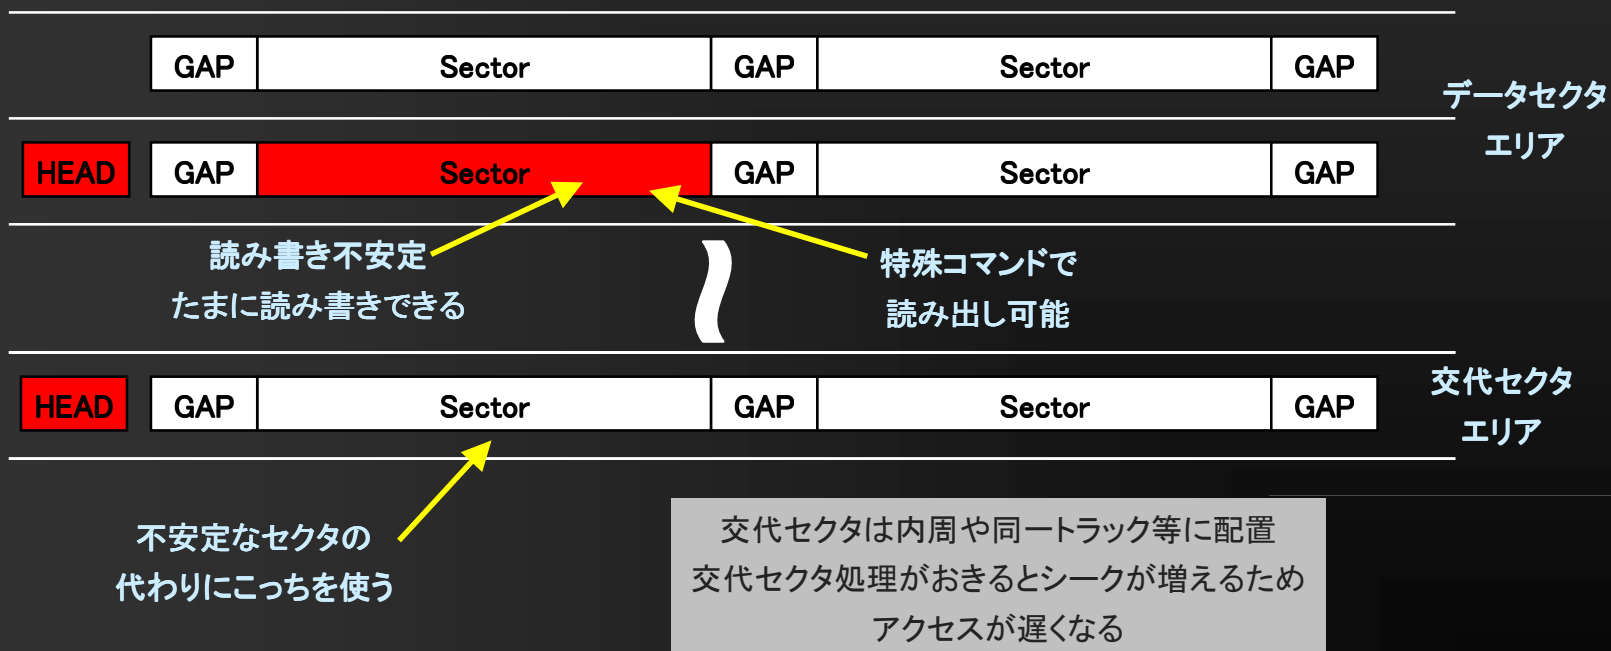 GAP Sector GAP Sector GAP
データセクタ
エリア
HEAD GAP Sector GAP Sector GAP
読み書き不安定
たまに読み書きできる
特殊コマンドで
読み出し可能
HEAD GAP Sector GAP Sector GAP
交代セクタ
エリア
不安定なセクタの
代わりにこっちを使う
交代セクタは内周や同一トラック等に配置
交代セクタ処理がおきるとシークが増えるため
アクセスが遅くなる